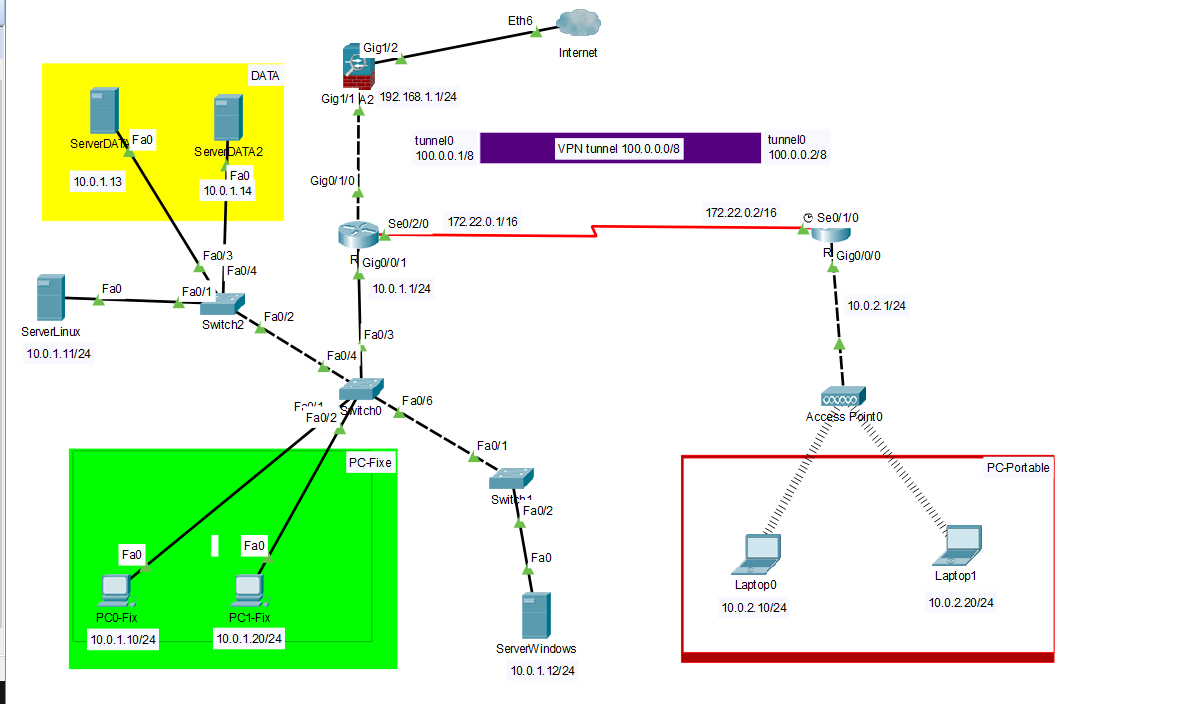 Eth6
Internet
Gig1/2
Gig1/1
A2
192.168.1.1/24
DATA
ServerDATA
Fa0
10.0.1.13
ServerDATA2
Fa0
10.0.1.14
tunnel0
100.0.0.1/8
VPN tunnel 100.0.0.0/8
tunnel0
100.0.0.2/8
Gig0/1/0
Se0/2/0
172.22.0.1/16
172.22.0.2/16
Se0/1/0
R
Gig0/0/1
10.0.1.1/24
R
Gig0/0/0
10.0.2.1/24
Fa0/3
Fa0/4
Fa0
Fa0/1
Switch2
Fa0/2
ServerLinux
10.0.1.11/24
Fa0/3
Fa0/4
Switch0
Fa0/1
Fa0/2
Fa0/6
Access Point0
Fa0/1
Switch1
Fa0/2
Fa0
ServerWindows
10.0.1.12/24
PC-Fixe
Fa0
PC0-Fix
10.0.1.10/24
Fa0
PC1-Fix
10.0.1.20/24
PC-Portable
Laptop0
10.0.2.10/24
Laptop1
10.0.2.20/24